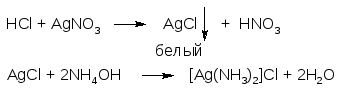 HCl + AgNO₃ ⟶ AgCl↓ + HNO₃
белый
AgCl + 2NH₄OH ⟶ [Ag(NH₃)₂]Cl + 2H₂O